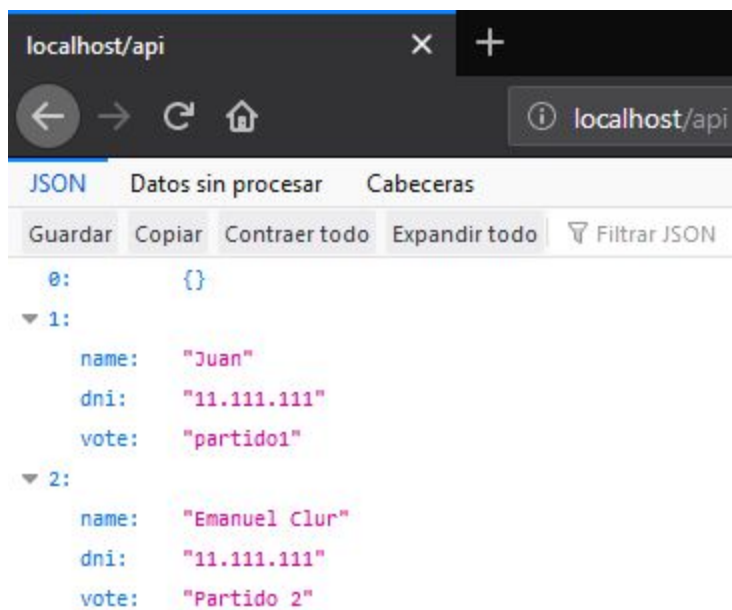 localhost/api
localhost/api
JSON Datos sin procesar Cabeceras
Guardar Copiar Contraer todo Expandir todo Filtrar JSON
0: {}
1:
name: "Juan"
dni: "11.111.111"
vote: "partido1"
2:
name: "Emanuel Clur"
dni: "11.111.111"
vote: "Partido 2"